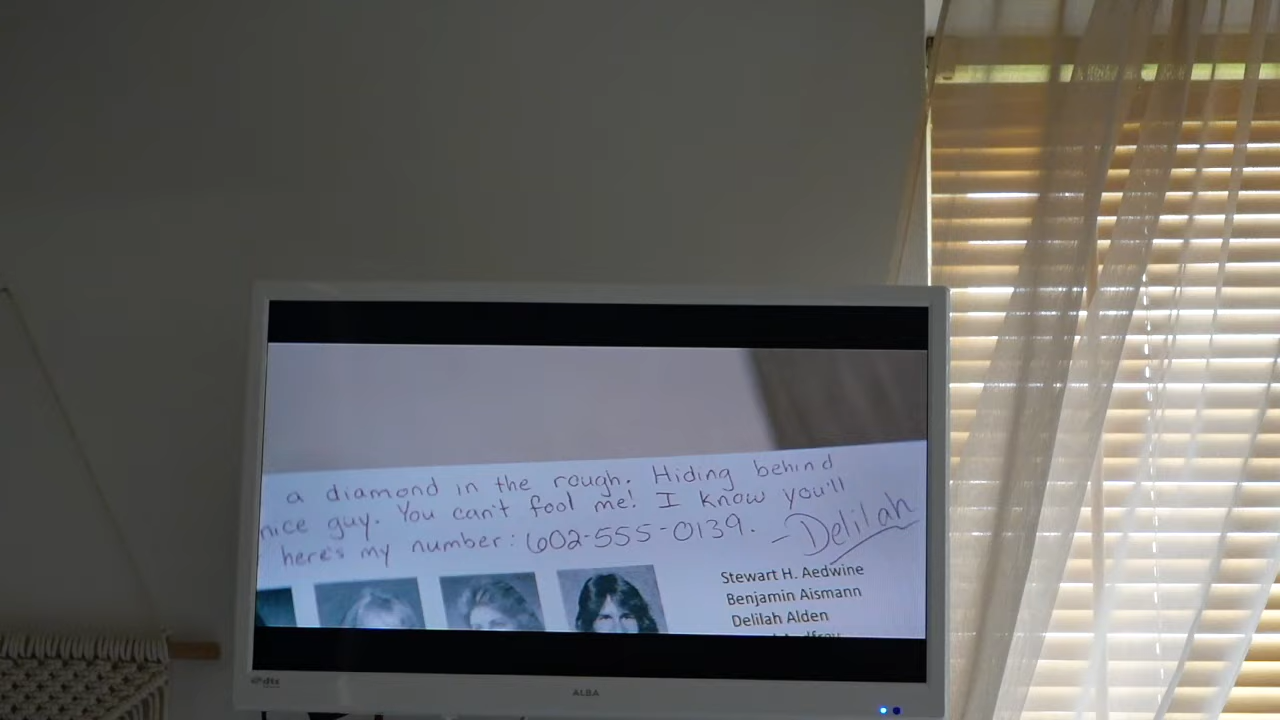 a diamond in the rough. Hiding behind
nice guy. You can't fool me! I know you'll
here's my number: 602-555-0139. - Delilah
Stewart H. Aedwine
Benjamin Aismann
Delilah Alden
dts
ALBA